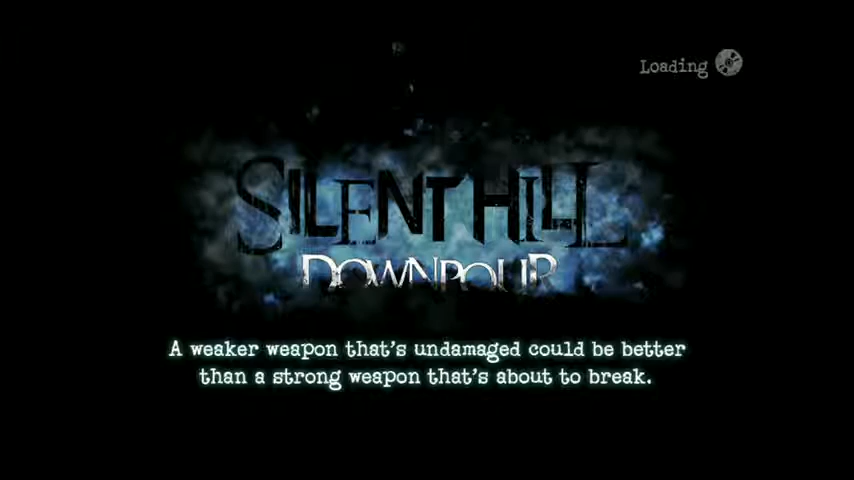 Loading
SILENT HILL
DOWNPOUR
A weaker weapon that's undamaged could be better
than a strong weapon that's about to break.